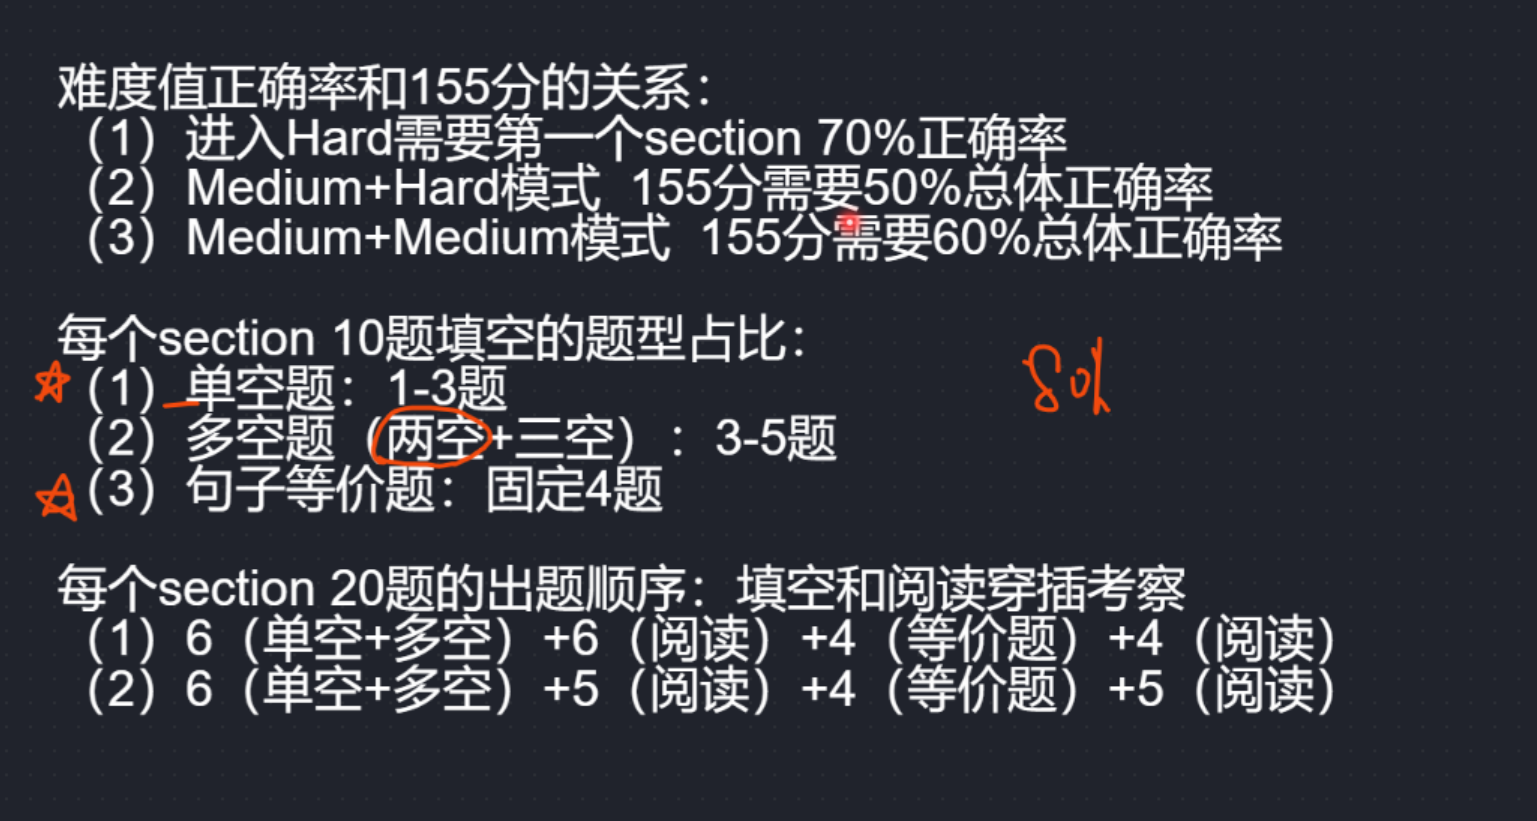 难度值正确率和155分的关系：
（1）进入Hard需要第一个section 70%正确率
（2）Medium+Hard模式 155分需要50%总体正确率
（3）Medium+Medium模式 155分需要60%总体正确率
每个section 10题填空的题型占比：
（1）单空题：1-3题
（2）多空题（两空+三空）：3-5题
（3）句子等价题：固定4题
每个section 20题的出题顺序：填空和阅读穿插考察
（1）6（单空+多空）+6（阅读）+4（等价题）+4（阅读）
（2）6（单空+多空）+5（阅读）+4（等价题）+5（阅读）